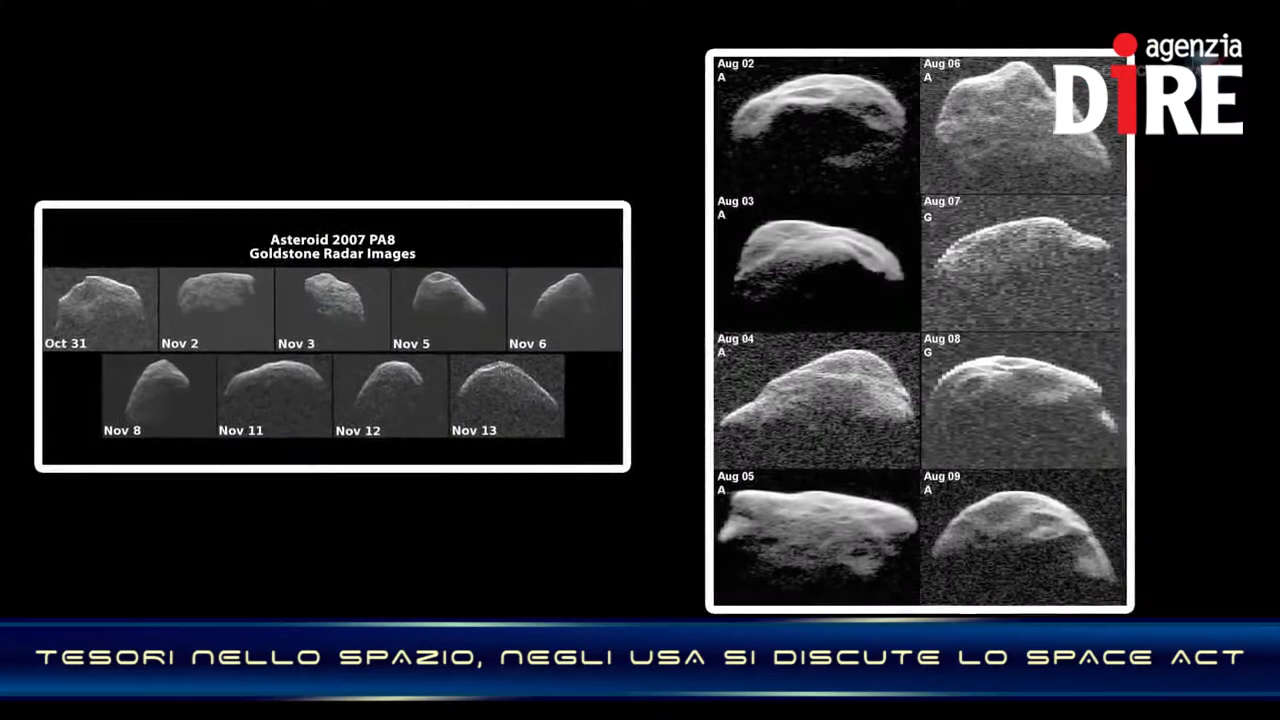 Asteroid 2007 PA8
Goldstone Radar Images
Oct 31
Nov 2
Nov 3
Nov 5
Nov 6
Nov 8
Nov 11
Nov 12
Nov 13
Aug 02
A
Aug 06
A
Aug 03
A
Aug 07
G
Aug 04
A
Aug 08
G
Aug 05
A
Aug 09
A
agenzia
DiRE
TESORI NELLO SPAZIO, NEGLI USA SI DISCUTE LO SPACE ACT